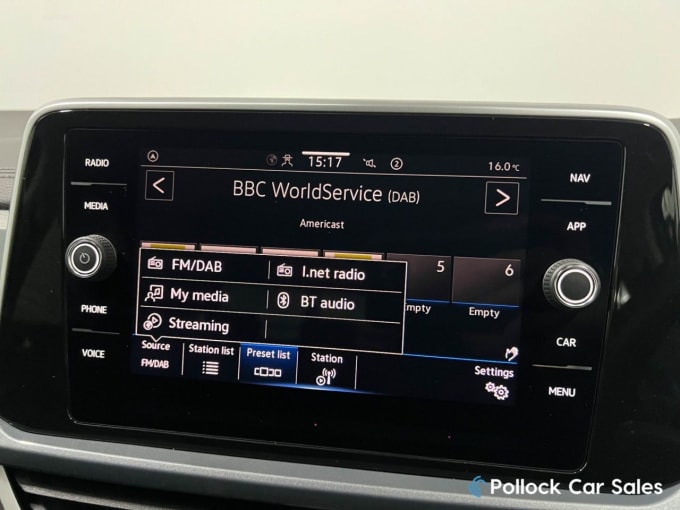 RADIO
15:17
2
16.0 °C
NAV
BBC WorldService (DAB)
MEDIA
Americast
APP
FM/DAB
I.net radio
5
6
My media
BT audio
Empty
Empty
PHONE
Streaming
CAR
VOICE
Source
Station list
Preset list
Station
Settings
FM/DAB
MENU
Pollock Car Sales